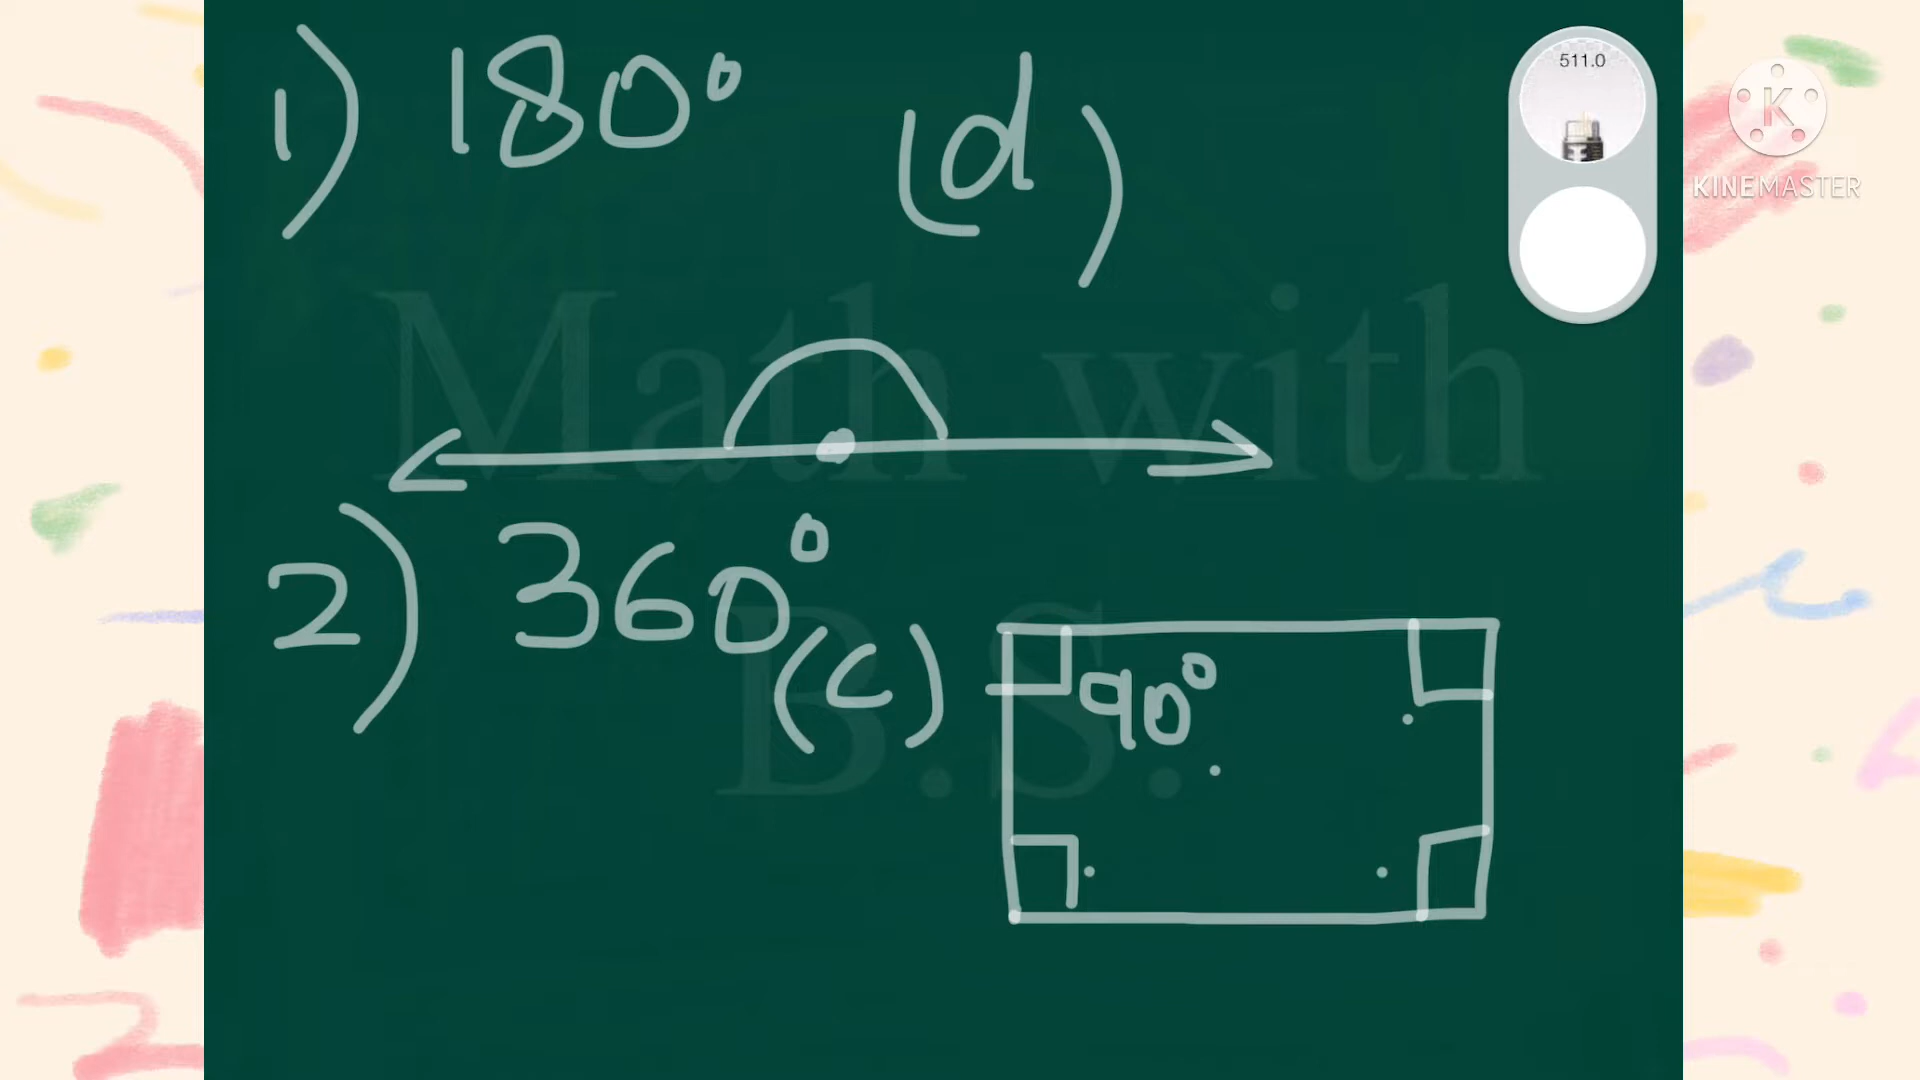 1) 180° (d)
511.0
K
KINEMASTER
Math with
2) 360° (c)
90°
B.S.